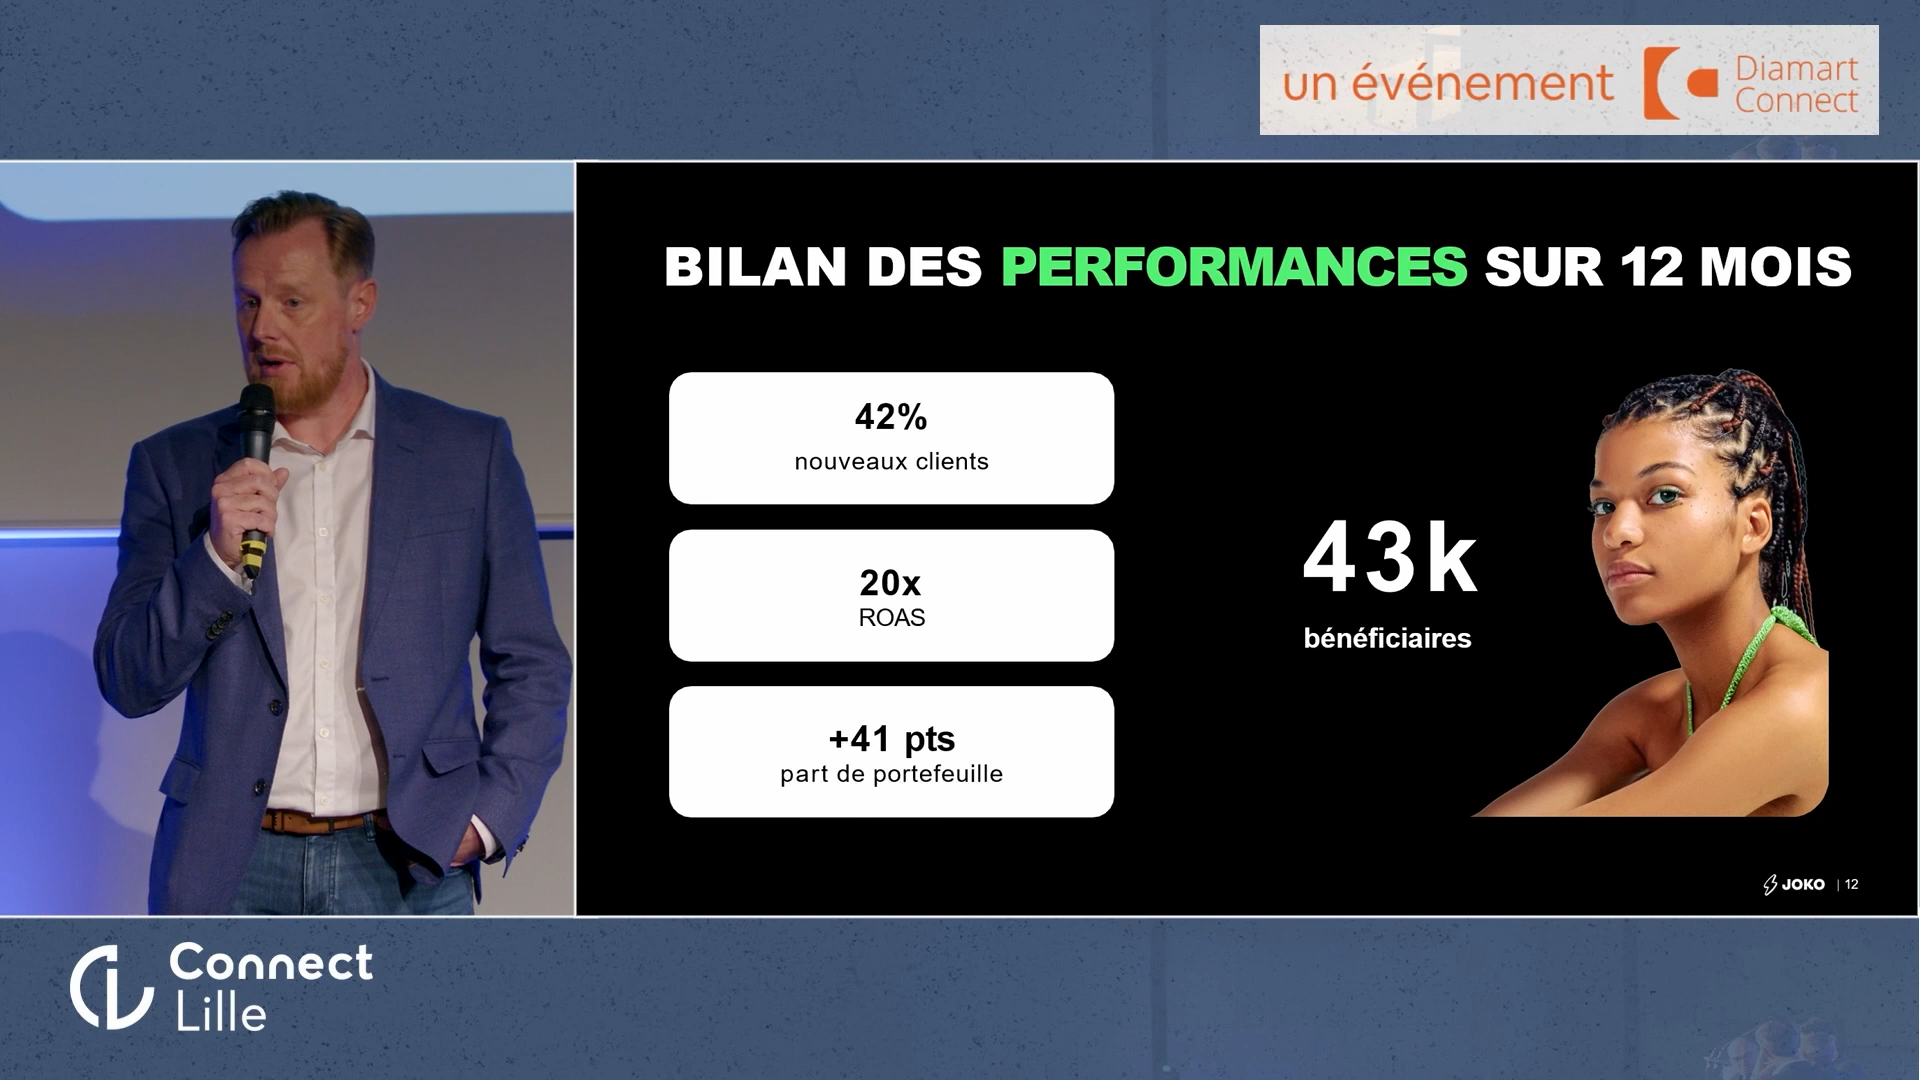 un événement
Diamart
Connect
BILAN DES PERFORMANCES SUR 12 MOIS
42%
nouveaux clients
20x
ROAS
+41 pts
part de portefeuille
43k
bénéficiaires
JOKO | 12
Connect
Lille